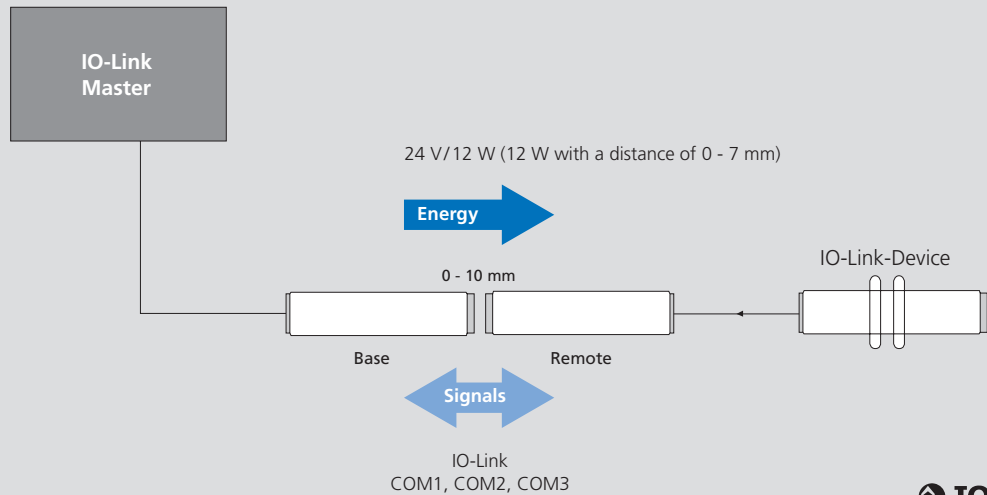 IO-Link
Master
24 V/12 W (12 W with a distance of 0 - 7 mm)
Energy
0 - 10 mm
IO-Link-Device
Base
Remote
Signals
IO-Link
COM1, COM2, COM3